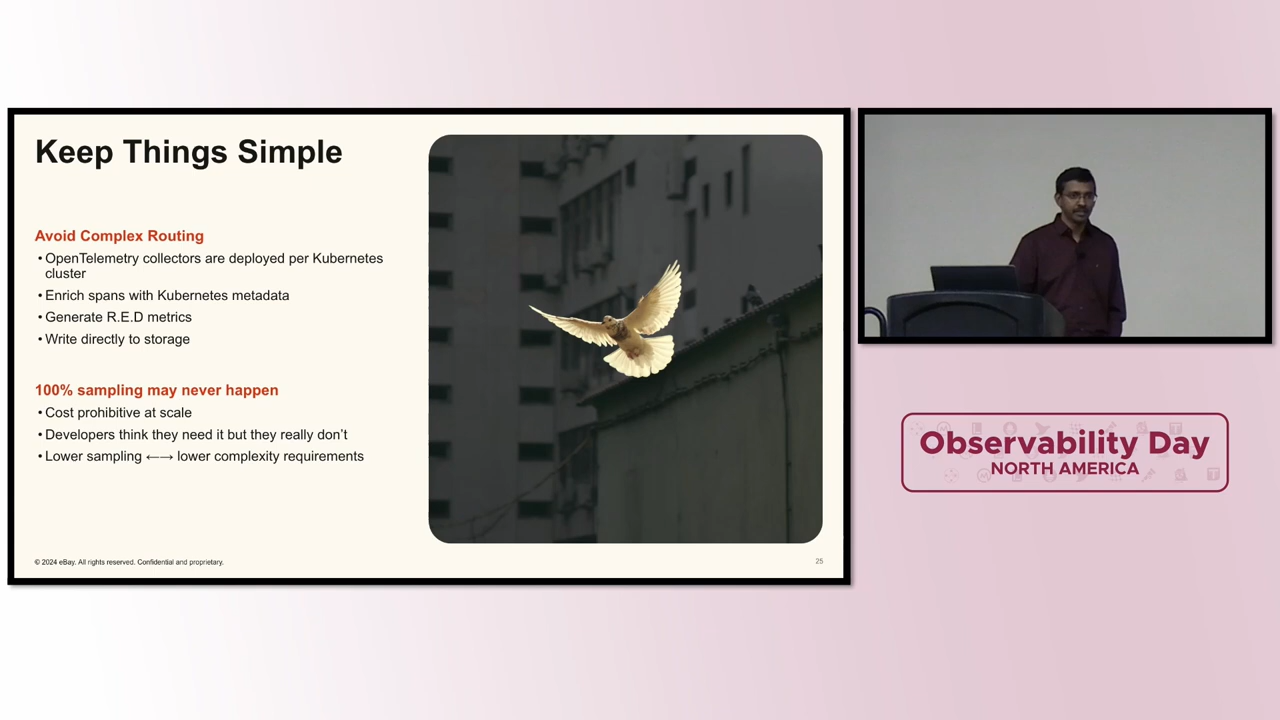 Keep Things Simple
Avoid Complex Routing
• OpenTelemetry collectors are deployed per Kubernetes
cluster
• Enrich spans with Kubernetes metadata
• Generate R.E.D metrics
• Write directly to storage
100% sampling may never happen
• Cost prohibitive at scale
• Developers think they need it but they really don’t
• Lower sampling ←→ lower complexity requirements
© 2024 eBay. All rights reserved. Confidential and proprietary.
25
Observability Day
NORTH AMERICA